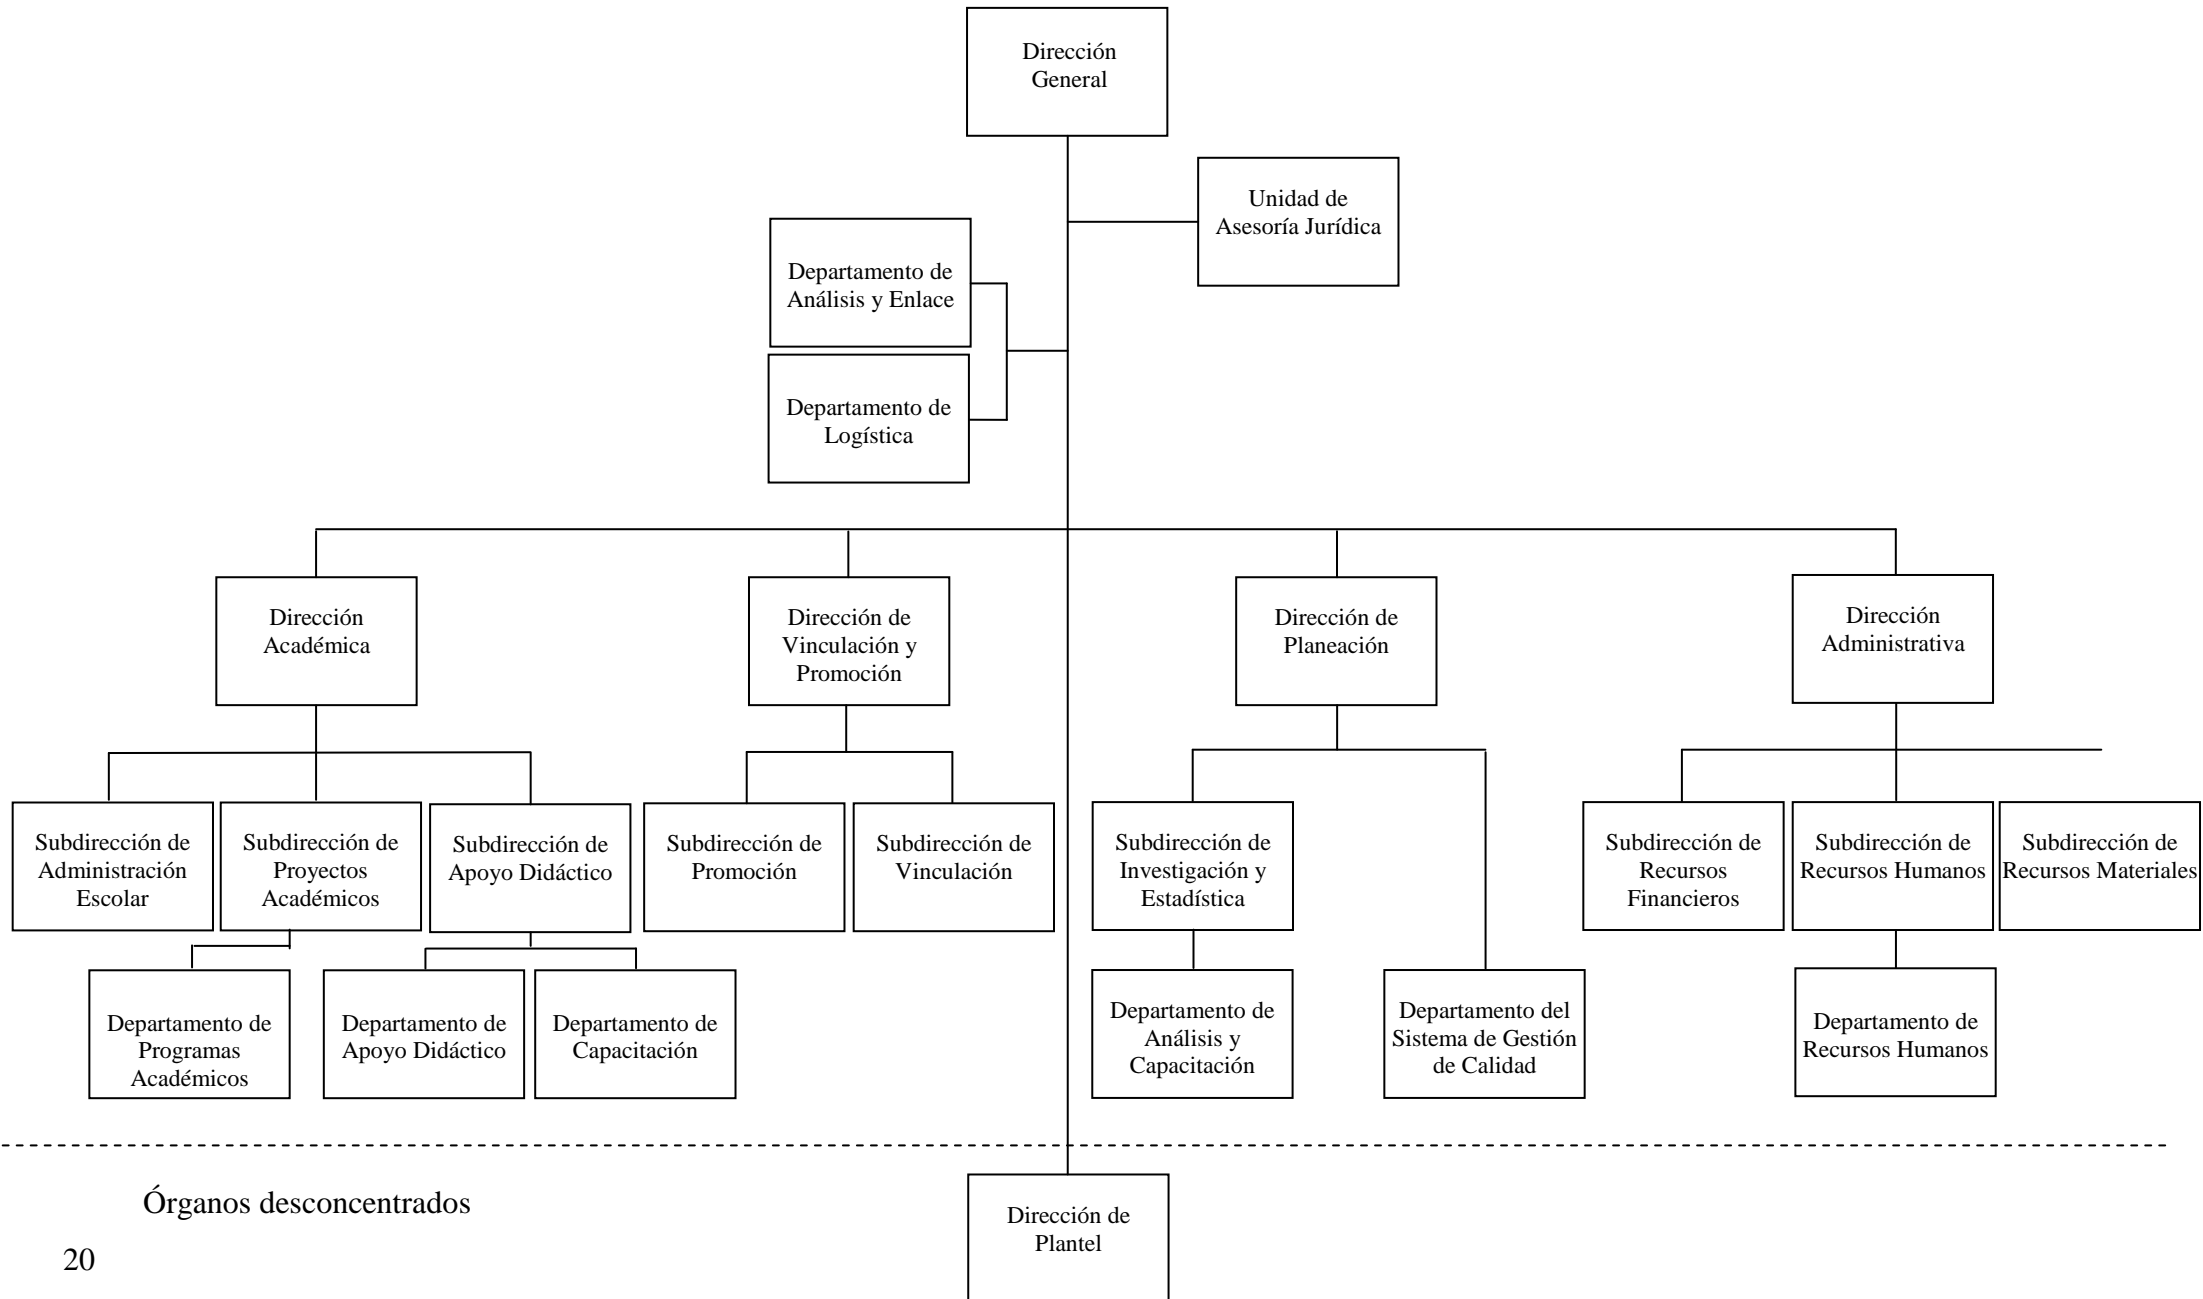 Dirección
General
Unidad de
Asesoría Jurídica
Departamento de
Análisis y Enlace
Departamento de
Logística
Dirección
Académica
Dirección de
Vinculación y
Promoción
Dirección de
Planeación
Dirección
Administrativa
Subdirección de
Administración
Escolar
Subdirección de
Proyectos
Académicos
Subdirección de
Apoyo Didáctico
Subdirección de
Promoción
Subdirección de
Vinculación
Subdirección de
Investigación y
Estadística
Subdirección de
Recursos
Financieros
Subdirección de
Recursos Humanos
Subdirección de
Recursos Materiales
Departamento de
Programas
Académicos
Departamento de
Apoyo Didáctico
Departamento de
Capacitación
Departamento de
Análisis y
Capacitación
Departamento del
Sistema de Gestión
de Calidad
Departamento de
Recursos Humanos
Órganos desconcentrados
Dirección de
Plantel
20